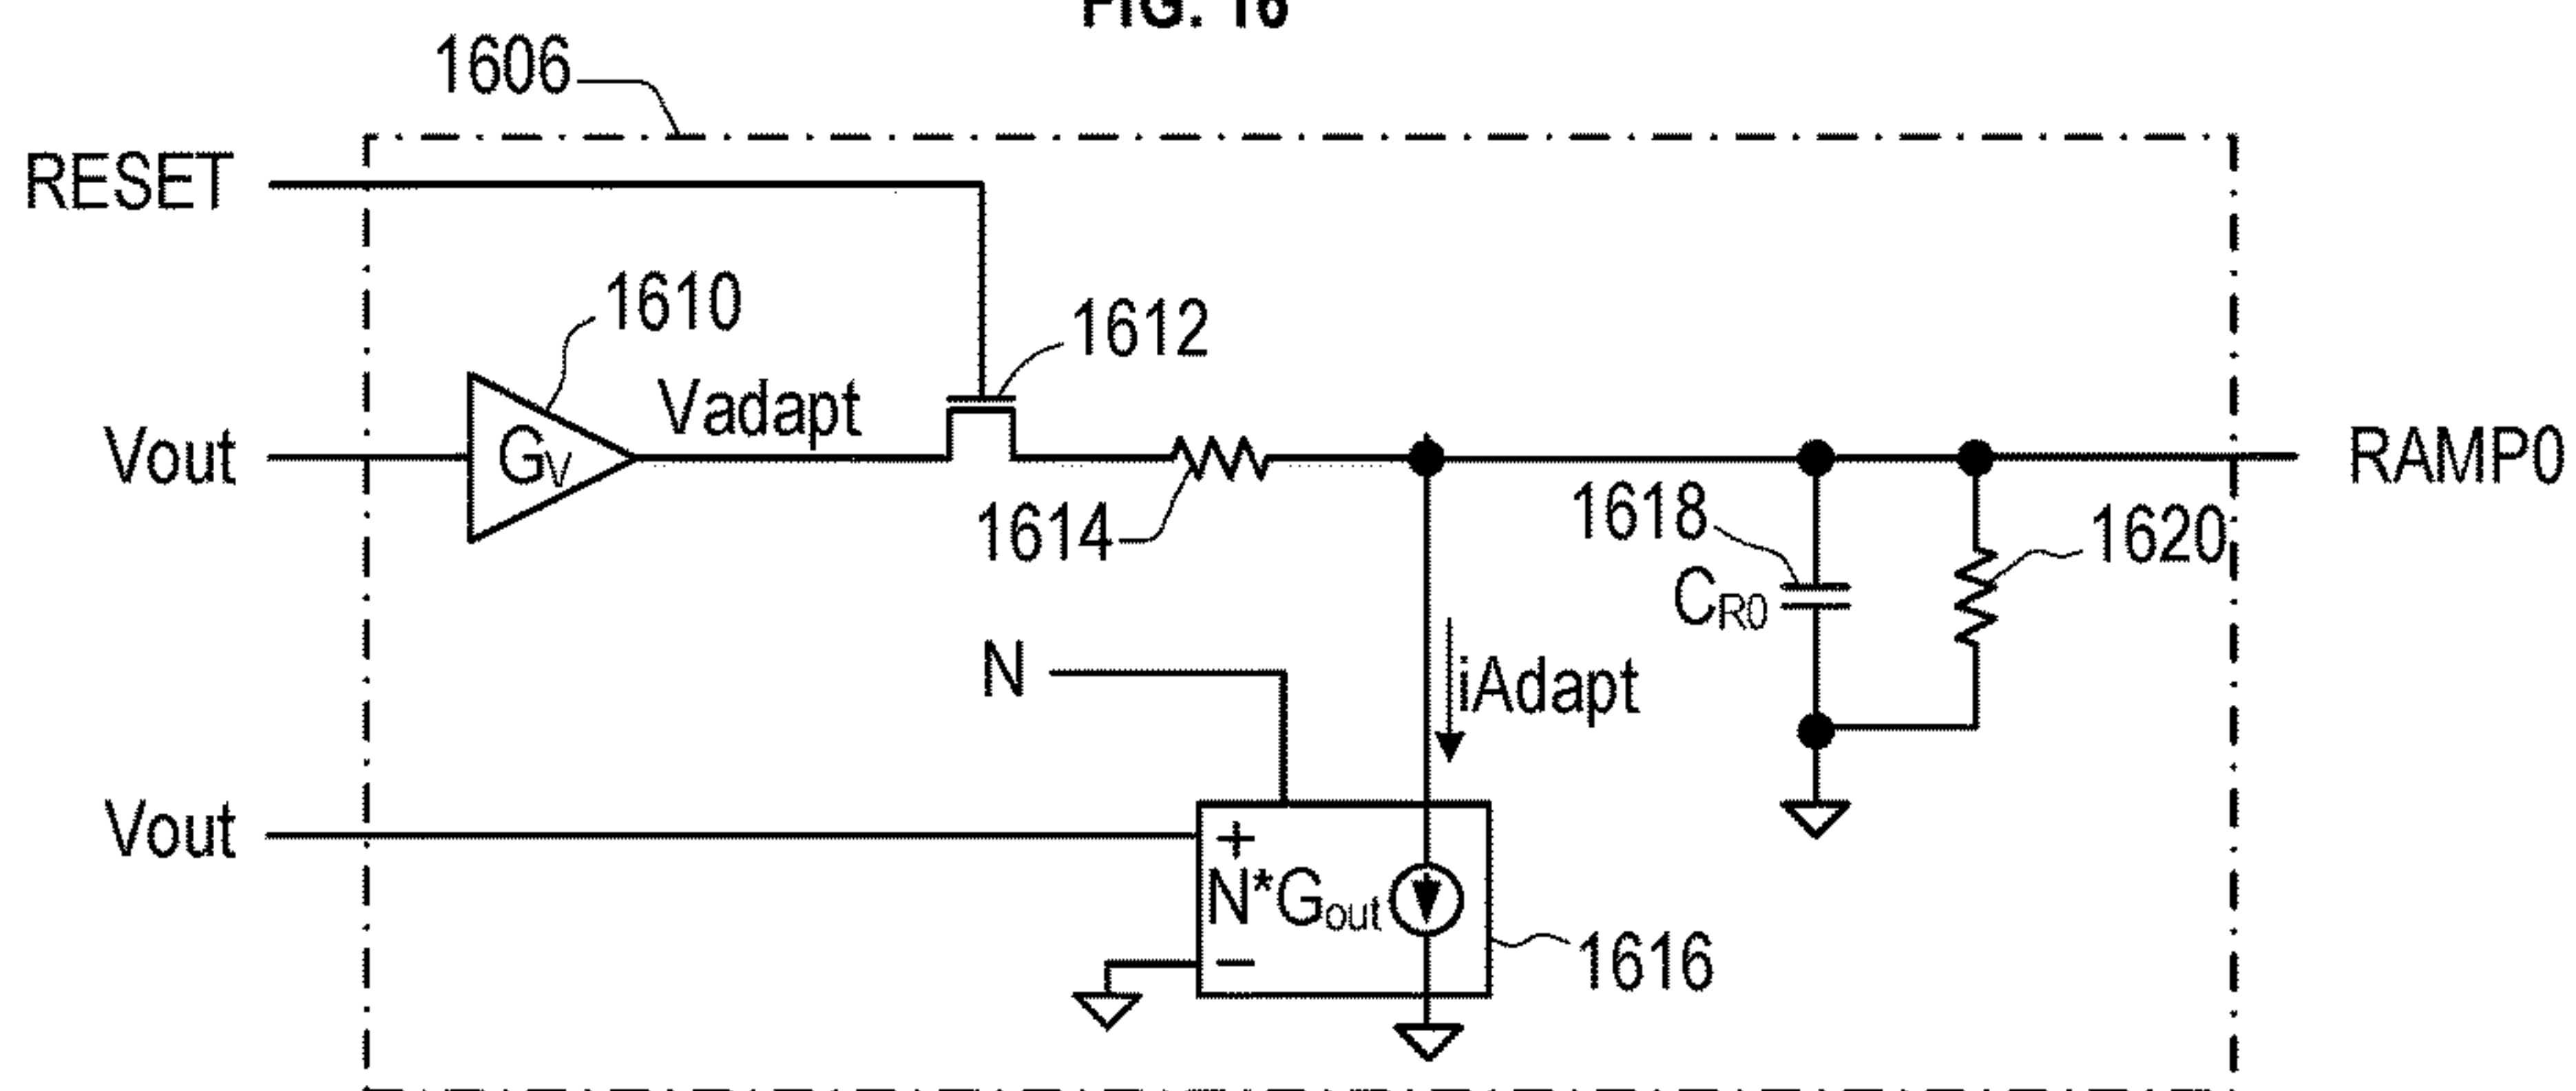 FIG. 16
1606
RESET
1610
1612
Vadapt
Vout
GV
RAMP0
1614
1618
1620
CR0
N
iAdapt
Vout
+
N*Gout
−
1616